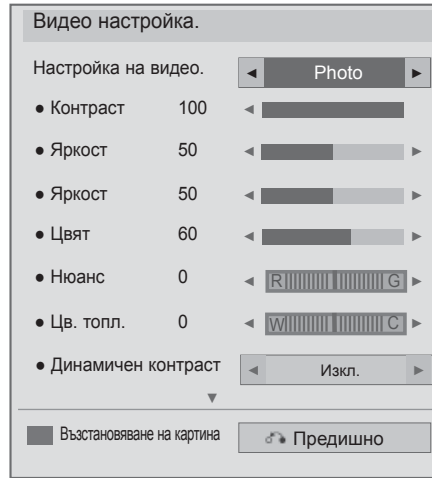 Видео настройка.
Настройка на видео. ◄ Photo ►
● Контраст 100 ◄
● Яркост 50 ◄ ►
● Яркост 50 ◄ ►
● Цвят 60 ◄ ►
● Нюанс 0 ◄ R G ►
● Цв. топл. 0 ◄ W C ►
● Динамичен контраст ◄ Изкл. ►
▼
Възстановяване на картина Предишно